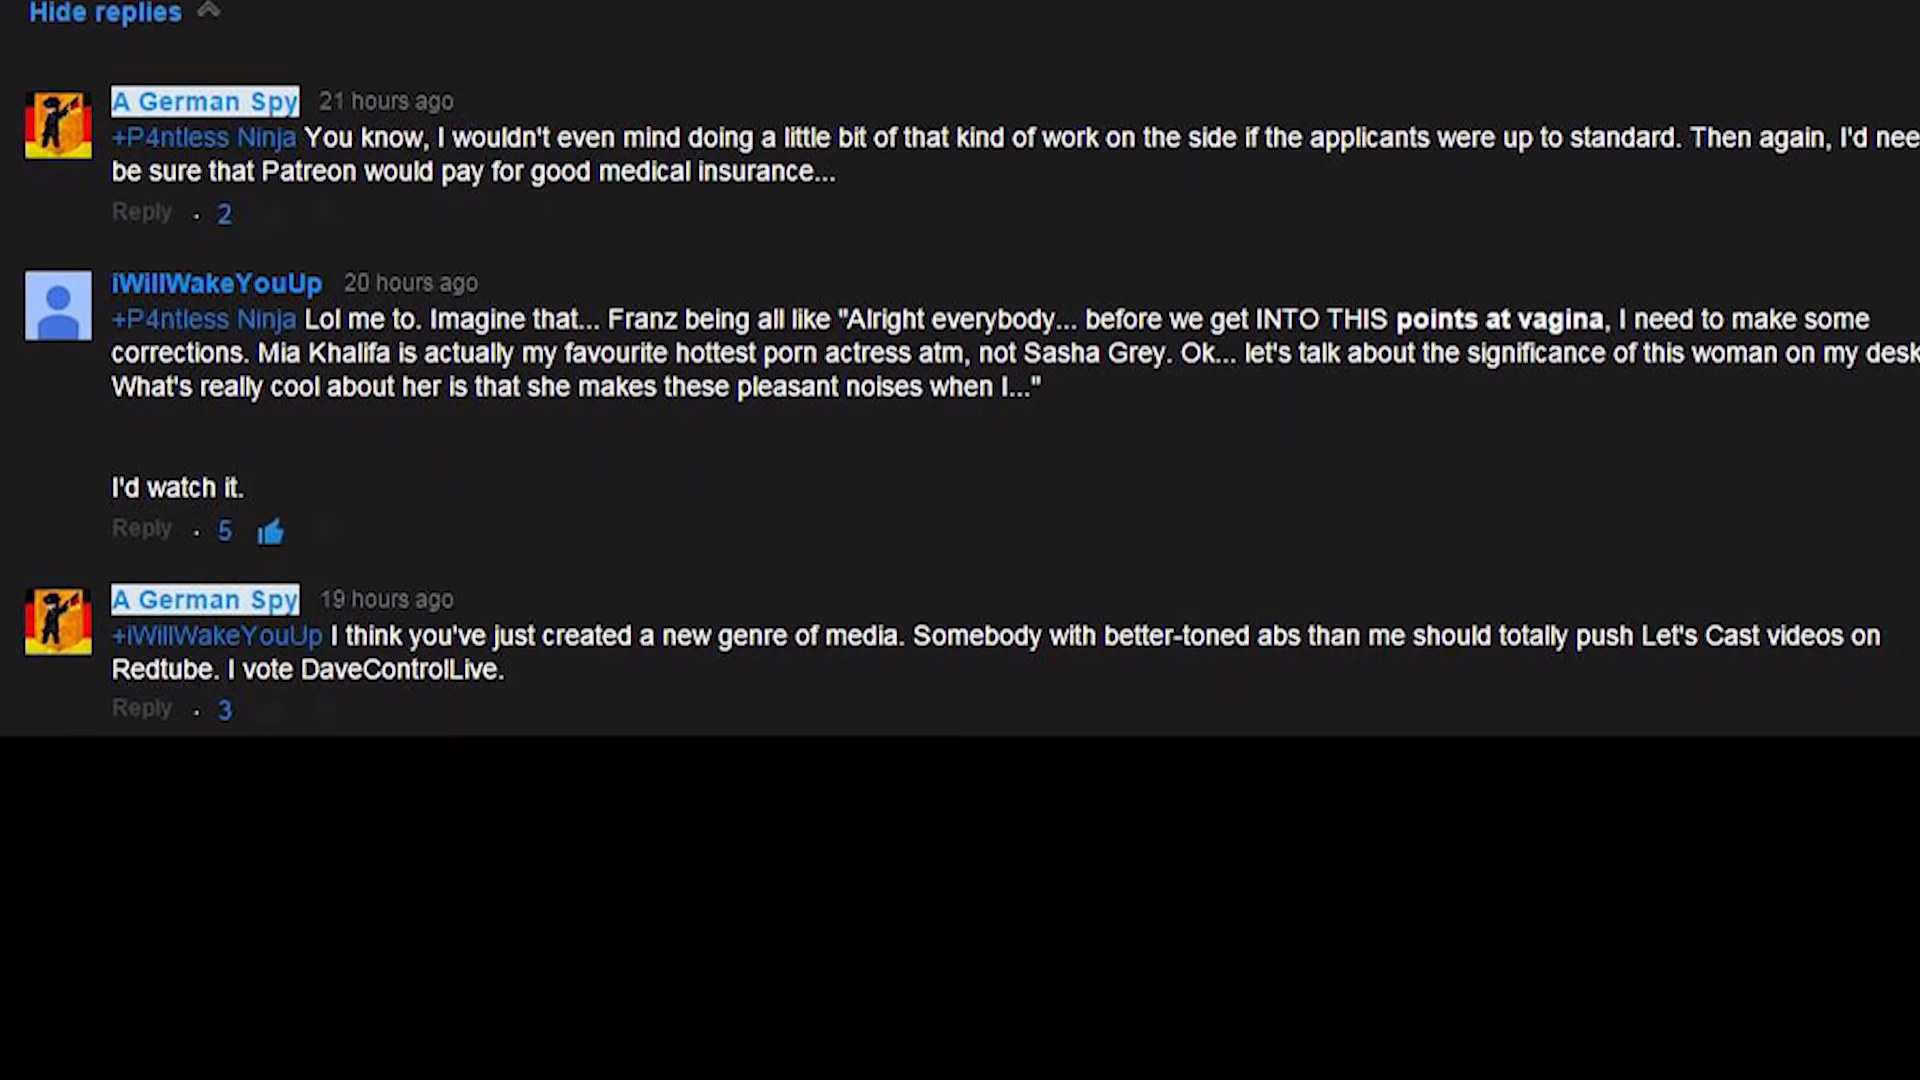 Hide replies
A German Spy 21 hours ago
+P4ntless Ninja You know, I wouldn't even mind doing a little bit of that kind of work on the side if the applicants were up to standard. Then again, I'd nee
be sure that Patreon would pay for good medical insurance...
Reply · 2
iWillWakeYouUp 20 hours ago
+P4ntless Ninja Lol me to. Imagine that... Franz being all like "Alright everybody... before we get INTO THIS points at vagina, I need to make some
corrections. Mia Khalifa is actually my favourite hottest porn actress atm, not Sasha Grey. Ok... let's talk about the significance of this woman on my desk
What's really cool about her is that she makes these pleasant noises when I..."
I'd watch it.
Reply · 5
A German Spy 19 hours ago
+iWillWakeYouUp I think you've just created a new genre of media. Somebody with better-toned abs than me should totally push Let's Cast videos on
Redtube. I vote DaveControlLive.
Reply · 3